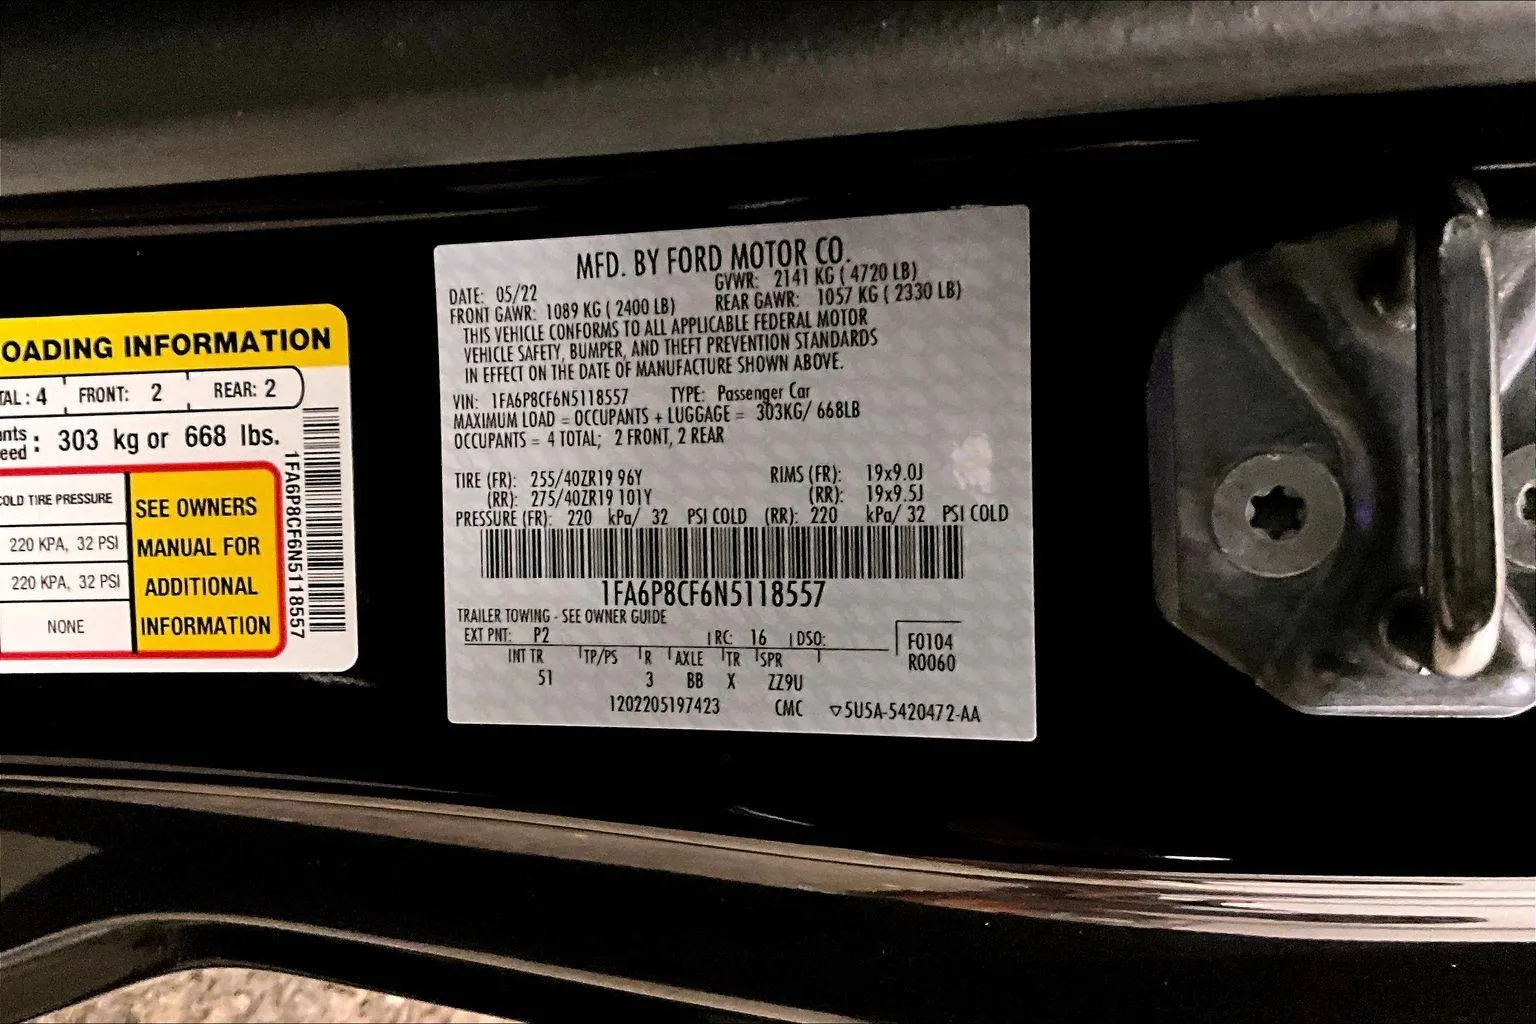 OADING INFORMATION
TAL: 4 FRONT: 2 REAR: 2
nts
eed : 303 kg or 668 lbs.
COLD TIRE PRESSURE
220 KPA, 32 PSI
220 KPA, 32 PSI
NONE
SEE OWNERS
MANUAL FOR
ADDITIONAL
INFORMATION
1FA6P8CF6N5118557
MFD. BY FORD MOTOR CO.
DATE: 05/22 GVWR: 2141 KG ( 4720 LB)
FRONT GAWR: 1089 KG ( 2400 LB) REAR GAWR: 1057 KG ( 2330 LB)
THIS VEHICLE CONFORMS TO ALL APPLICABLE FEDERAL MOTOR
VEHICLE SAFETY, BUMPER, AND THEFT PREVENTION STANDARDS
IN EFFECT ON THE DATE OF MANUFACTURE SHOWN ABOVE.
VIN: 1FA6P8CF6N5118557 TYPE: Passenger Car
MAXIMUM LOAD = OCCUPANTS + LUGGAGE = 303KG/ 668LB
OCCUPANTS = 4 TOTAL; 2 FRONT, 2 REAR
TIRE (FR): 255/40ZR19 96Y RIMS (FR): 19x9.0J
(RR): 275/40ZR19 101Y (RR): 19x9.5J
PRESSURE (FR): 220 kPa/ 32 PSI COLD (RR): 220 kPa/ 32 PSI COLD
1FA6P8CF6N5118557
TRAILER TOWING - SEE OWNER GUIDE
EXT PNT: P2 RC: 16 DSO: F0104
R0060
INT TR TP/PS R AXLE TR SPR
51 3 BB X ZZ9U
1202205197423 CMC ▽5U5A-5420472-AA